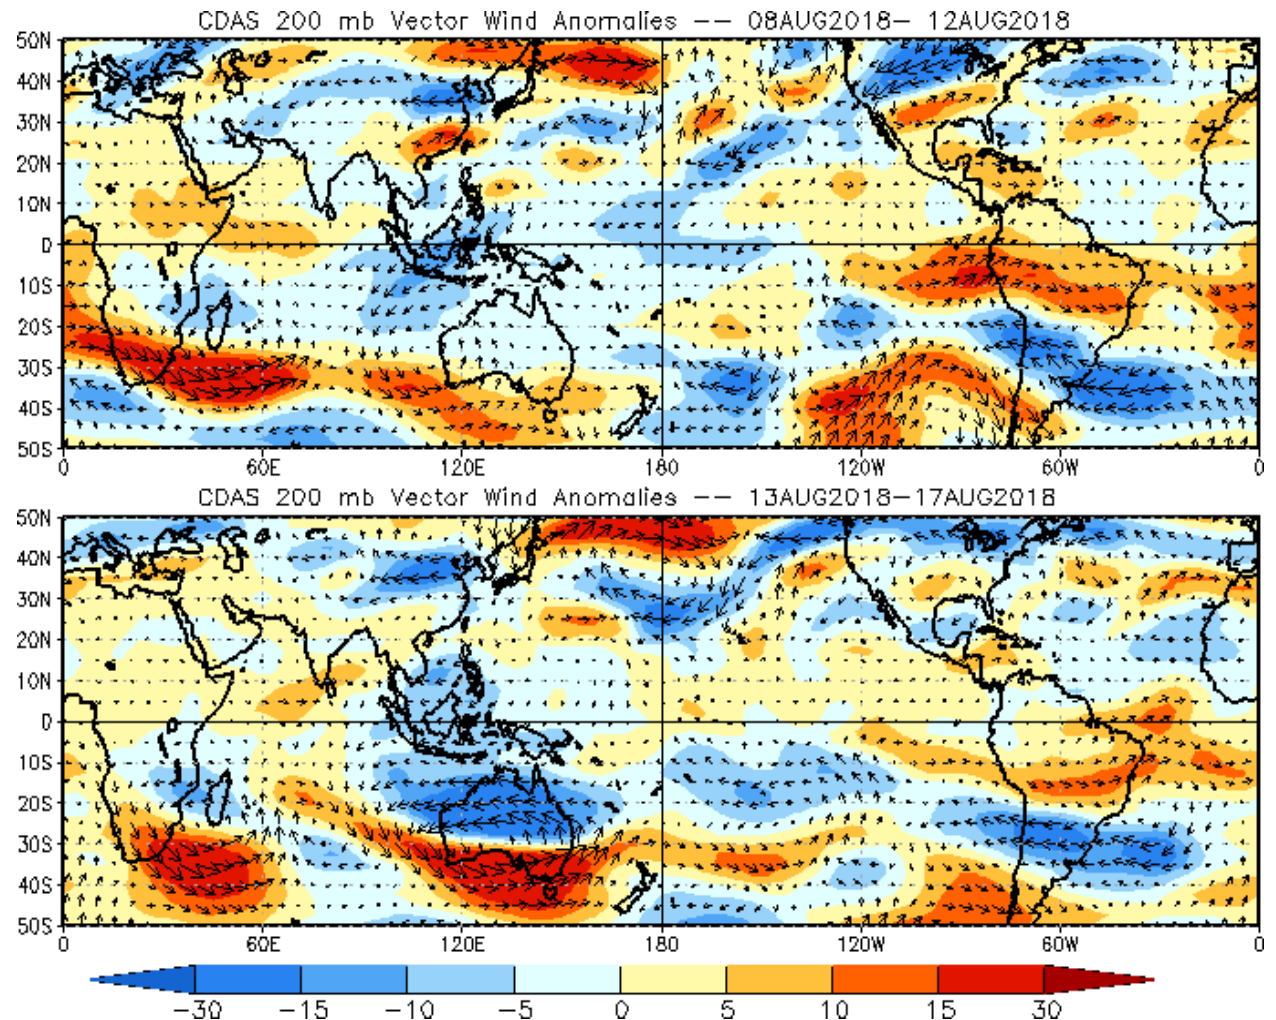 CDAS 200 mb Vector Wind Anomalies -- 08AUG2018- 12AUG2018
50N
40N
30N
20N
10N
0
10S
20S
30S
40S
50S
0 60E 120E 180 120W 60W 0
CDAS 200 mb Vector Wind Anomalies -- 13AUG2018-17AUG2018
50N
40N
30N
20N
10N
0
10S
20S
30S
40S
50S
0 60E 120E 180 120W 60W 0
-30 -15 -10 -5 0 5 10 15 30